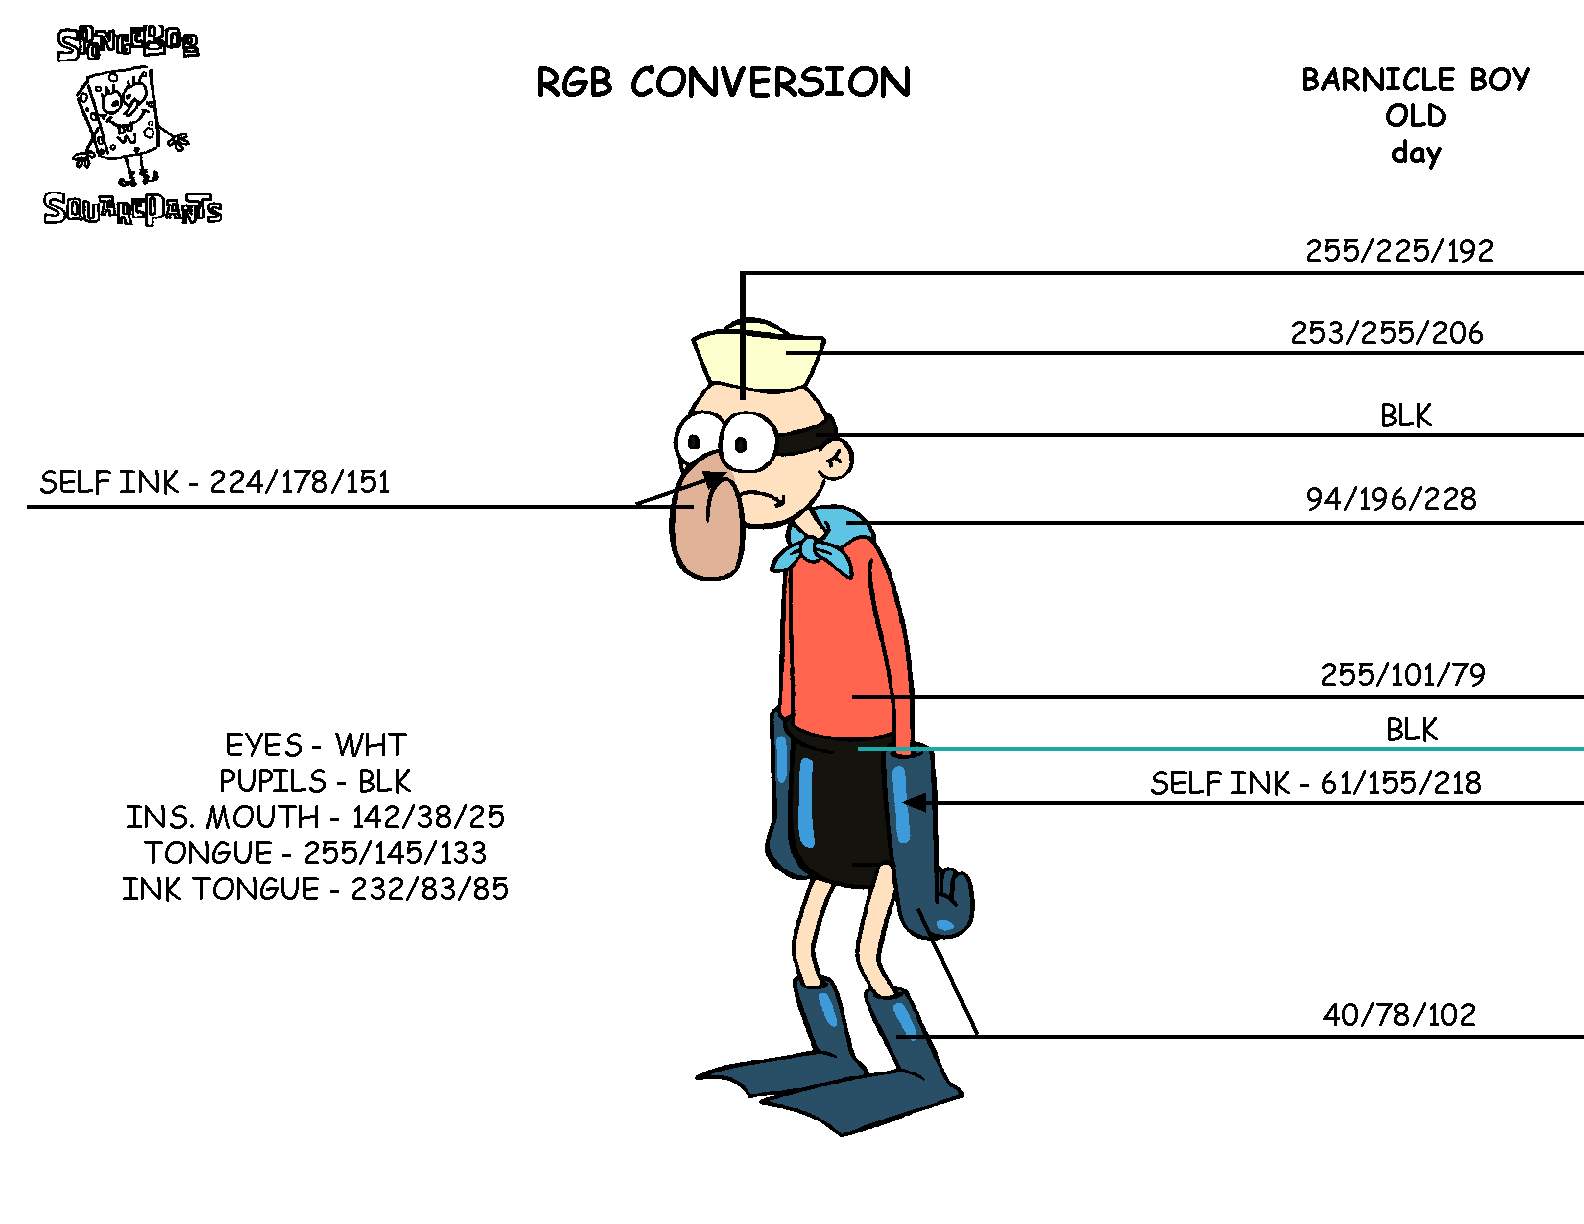 SPONGEBOB
SQUAREPANTS
RGB CONVERSION
BARNICLE BOY
OLD
day
255/225/192
253/255/206
BLK
SELF INK - 224/178/151
94/196/228
255/101/79
BLK
SELF INK - 61/155/218
EYES - WHT
PUPILS - BLK
INS. MOUTH - 142/38/25
TONGUE - 255/145/133
INK TONGUE - 232/83/85
40/78/102